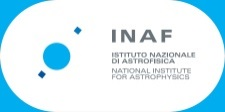 INAF
ISTITUTO NAZIONALE
DI ASTROFISICA
NATIONAL INSTITUTE
FOR ASTROPHYSICS